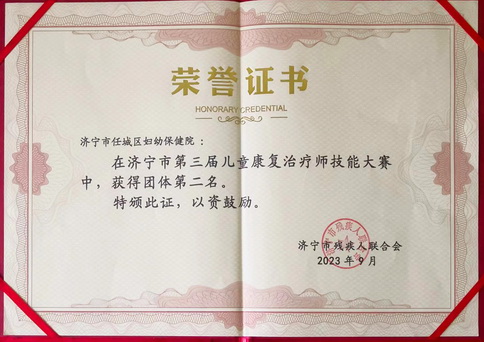 荣誉证书
HONORARY CREDENTIAL
济宁市任城区妇幼保健院：
在济宁市第三届儿童康复治疗师技能大赛
中，获得团体第二名。
特颁此证，以资鼓励。
济宁市残疾人联合会
2023年9月